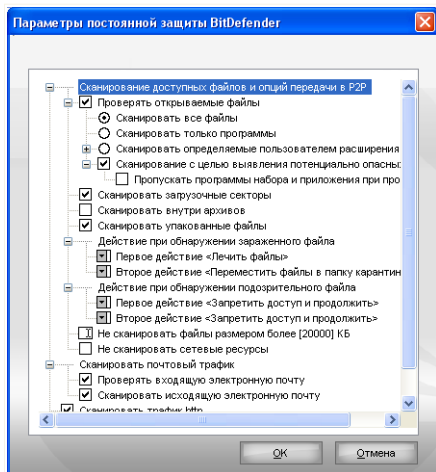 Параметры постоянной защиты BitDefender
Сканирование доступных файлов и опций передачи в P2P
Проверять открываемые файлы
Сканировать все файлы
Сканировать только программы
Сканировать определяемые пользователем расширения
Сканирование с целью выявления потенциально опасных
Пропускать программы набора и приложения при про
Сканировать загрузочные секторы
Сканировать внутри архивов
Сканировать упакованные файлы
Действие при обнаружении зараженного файла
Первое действие <Лечить файлы>
Второе действие <Переместить файлы в папку карантин
Действие при обнаружении подозрительного файла
Первое действие <Запретить доступ и продолжить>
Второе действие <Запретить доступ и продолжить>
Не сканировать файлы размером более [20000] КБ
Не сканировать сетевые ресурсы
Сканировать почтовый трафик
Проверять входящую электронную почту
Сканировать исходящую электронную почту
Сканировать трафик http
OK
Отмена